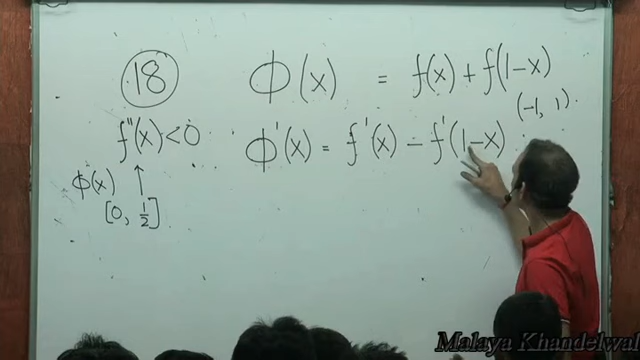 18
ϕ(x) = f(x) + f(1-x)
(-1, 1).
f''(x) < 0
ϕ'(x) = f'(x) - f'(1-x)
ϕ(x) ↑
[0, 1/2]
Malaya Khandelwal